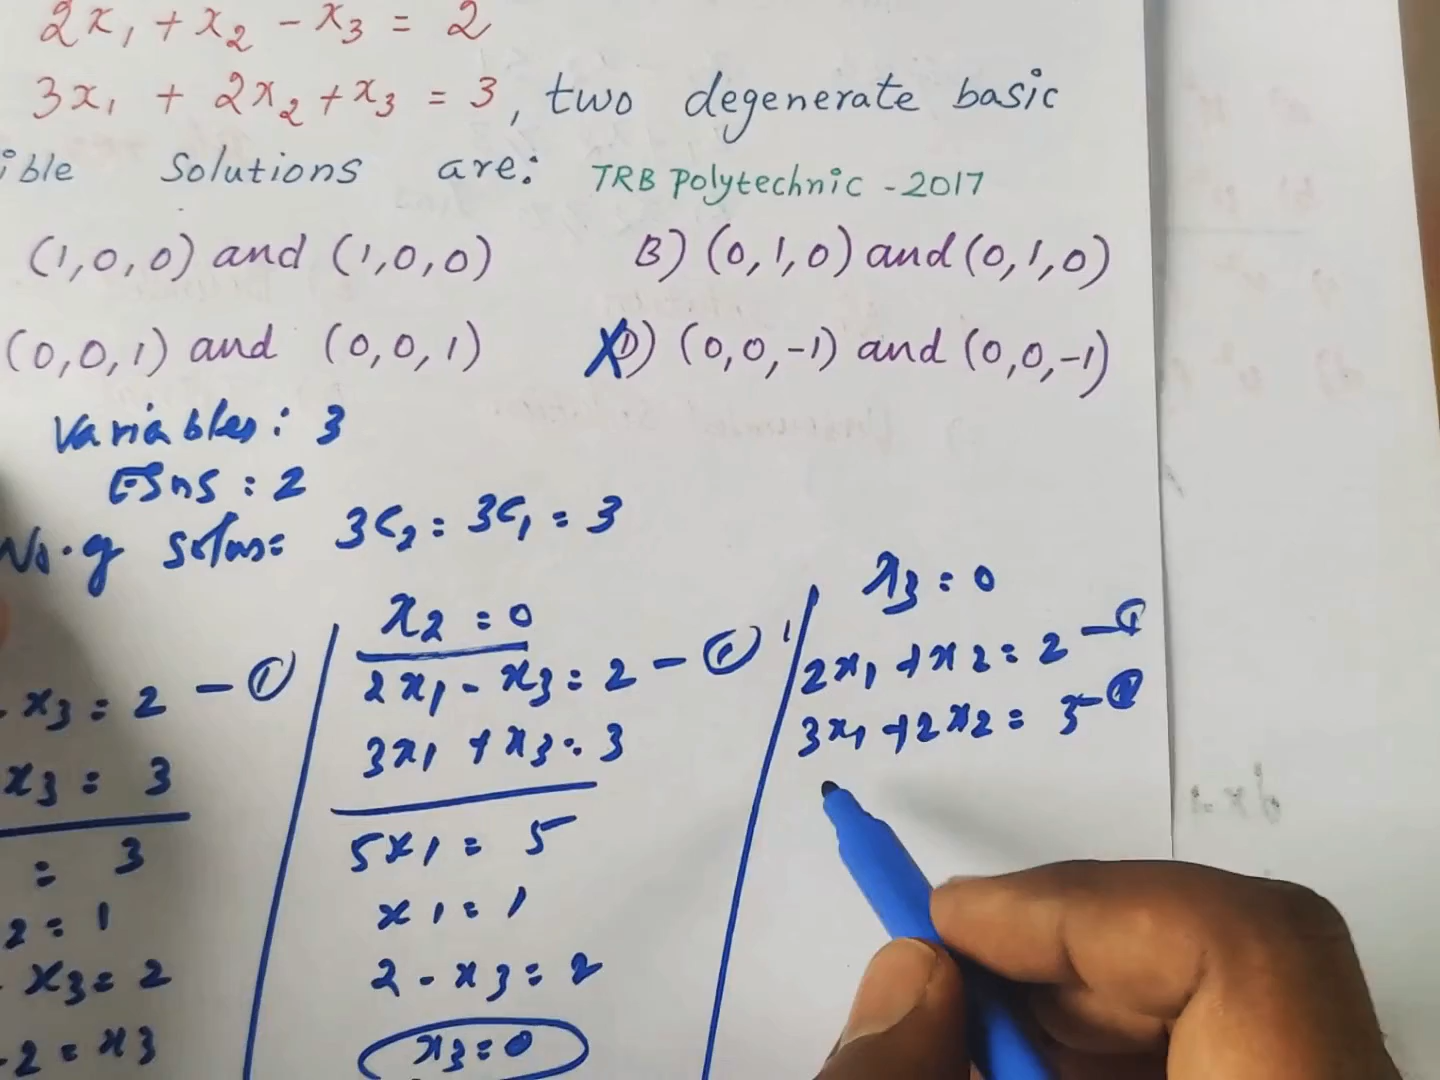 2x₁ + x₂ - x₃ = 2
3x₁ + 2x₂ + x₃ = 3, two degenerate basic
ible solutions are: TRB Polytechnic - 2017
(1,0,0) and (1,0,0) B) (0,1,0) and (0,1,0)
(0,0,1) and (0,0,1) D) (0,0,-1) and (0,0,-1)
Variables: 3
Eqns: 2
No. of solns = 3C₂ = 3C₁ = 3
x₃ = 2 - ①
x₃ = 3
= 3
2 = 1
- x₃ = 2
-2 = x₃
x₂ = 0
2x₁ - x₃ = 2 - ①
3x₁ + x₃ = 3
5x₁ = 5
x₁ = 1
2 - x₃ = 2
x₃ = 0
x₃ = 0
2x₁ + x₂ = 2 - ①
3x₁ + 2x₂ = 3 -